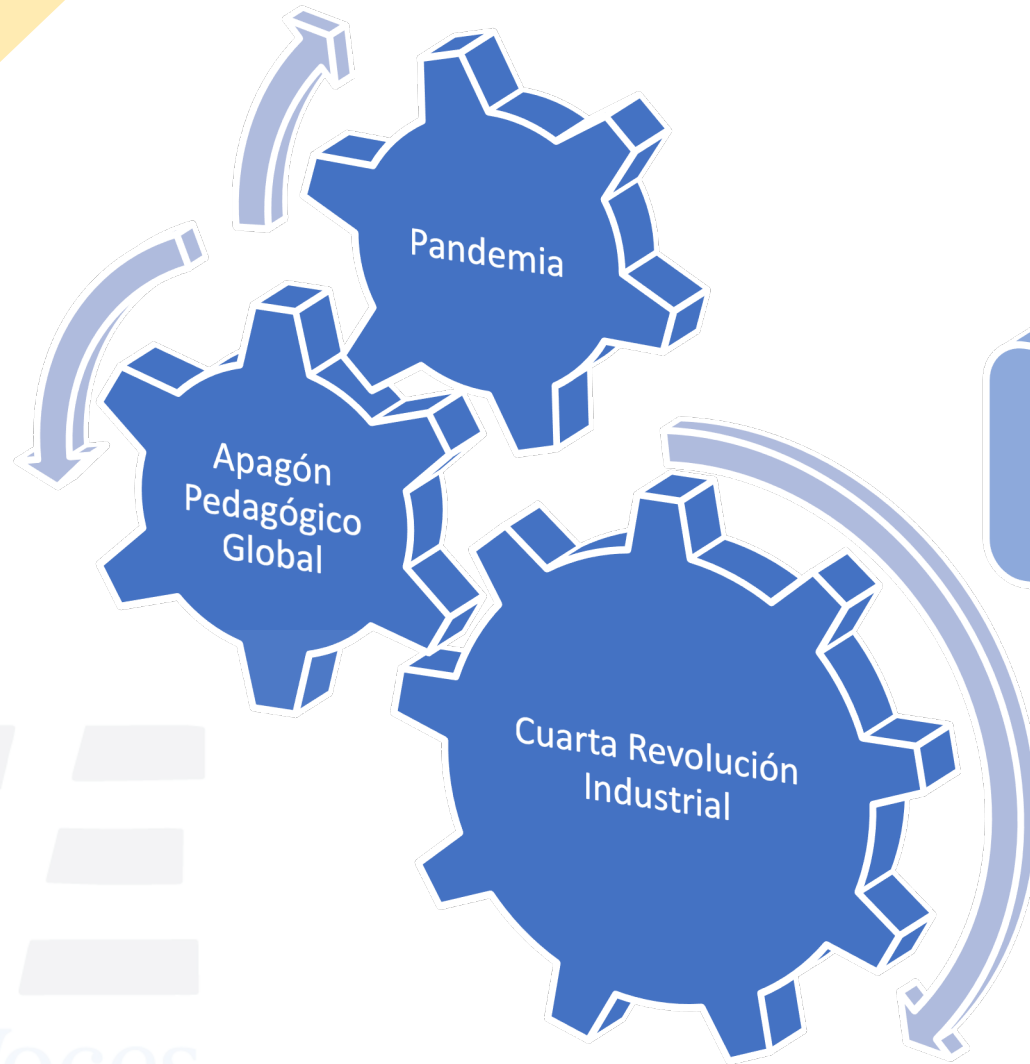 Pandemia
Apagón
Pedagógico
Global
Cuarta Revolución
Industrial